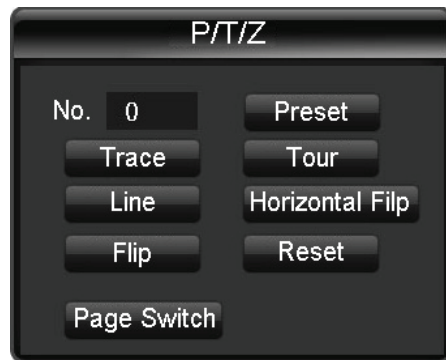 P/T/Z
No. 0 Preset
Trace Tour
Line Horizontal Filp
Flip Reset
Page Switch